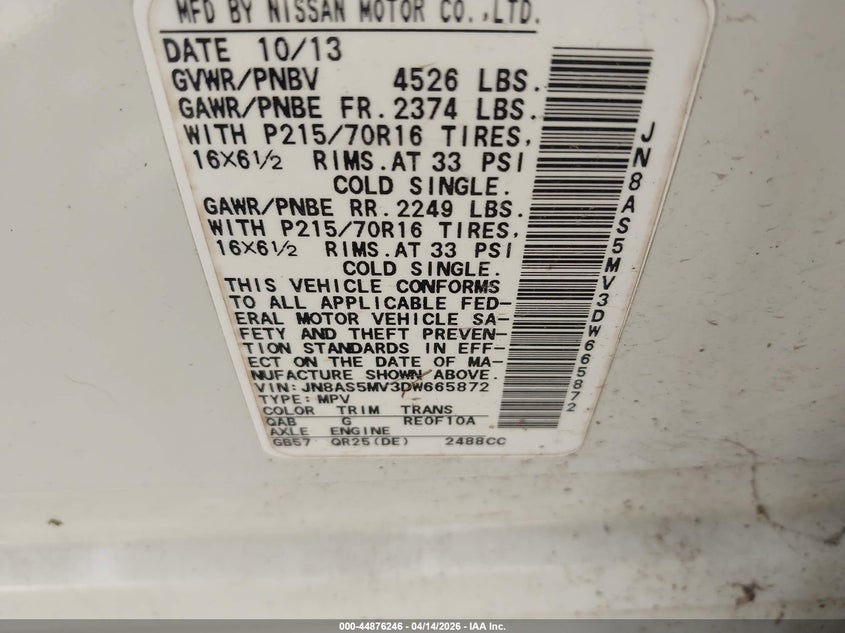 MFD BY NISSAN MOTOR CO.,LTD.
DATE 10/13
GVWR/PNBV 4526 LBS.
GAWR/PNBE FR. 2374 LBS.
WITH P215/70R16 TIRES,
16X6½ RIMS. AT 33 PSI
COLD SINGLE.
GAWR/PNBE RR. 2249 LBS.
WITH P215/70R16 TIRES,
16X6½ RIMS. AT 33 PSI
COLD SINGLE.
THIS VEHICLE CONFORMS
TO ALL APPLICABLE FED-
ERAL MOTOR VEHICLE SA-
FETY AND THEFT PREVEN-
TION STANDARDS IN EFF-
ECT ON THE DATE OF MA-
NUFACTURE SHOWN ABOVE.
VIN: JN8AS5MV3DW665872
TYPE: MPV
COLOR TRIM TRANS
QAB G RE0F10A
AXLE ENGINE
GB57 QR25(DE) 2488CC
JN8AS5MV3DW665872
000-44876246 - 04/14/2026 - IAA Inc.